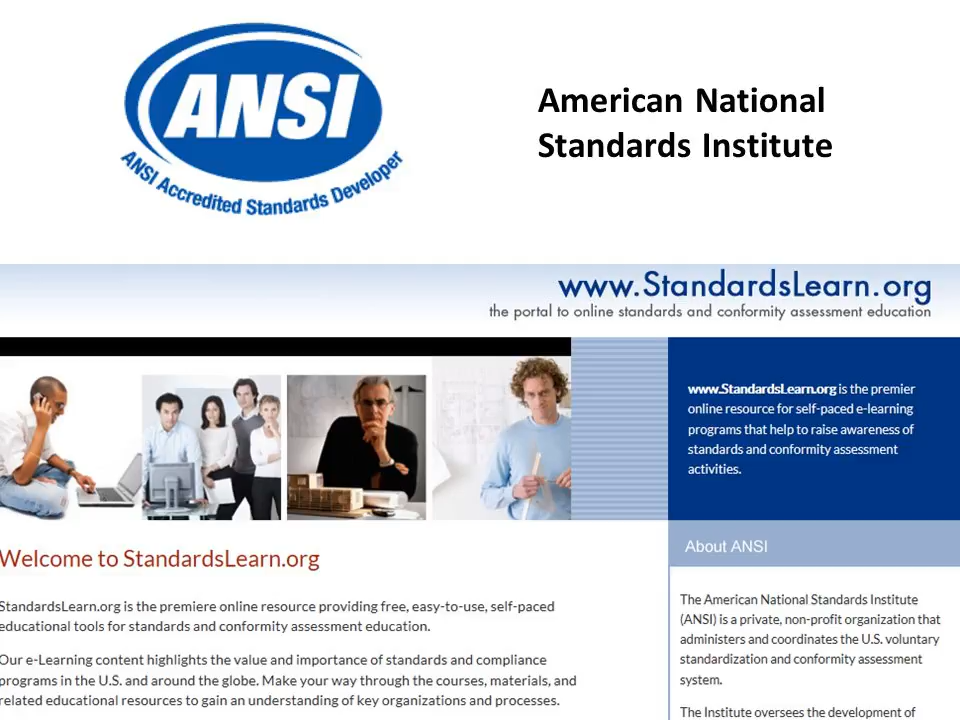 ANSI
ANSI Accredited Standards Developer
American National
Standards Institute
www.StandardsLearn.org
the portal to online standards and conformity assessment education
www.StandardsLearn.org is the premier
online resource for self-paced e-learning
programs that help to raise awareness of
standards and conformity assessment
activities.
Welcome to StandardsLearn.org
StandardsLearn.org is the premiere online resource providing free, easy-to-use, self-paced
educational tools for standards and conformity assessment education.
Our e-Learning content highlights the value and importance of standards and compliance
programs in the U.S. and around the globe. Make your way through the courses, materials, and
related educational resources to gain an understanding of key organizations and processes.
About ANSI
The American National Standards Institute
(ANSI) is a private, non-profit organization that
administers and coordinates the U.S. voluntary
standardization and conformity assessment
system.
The Institute oversees the development of